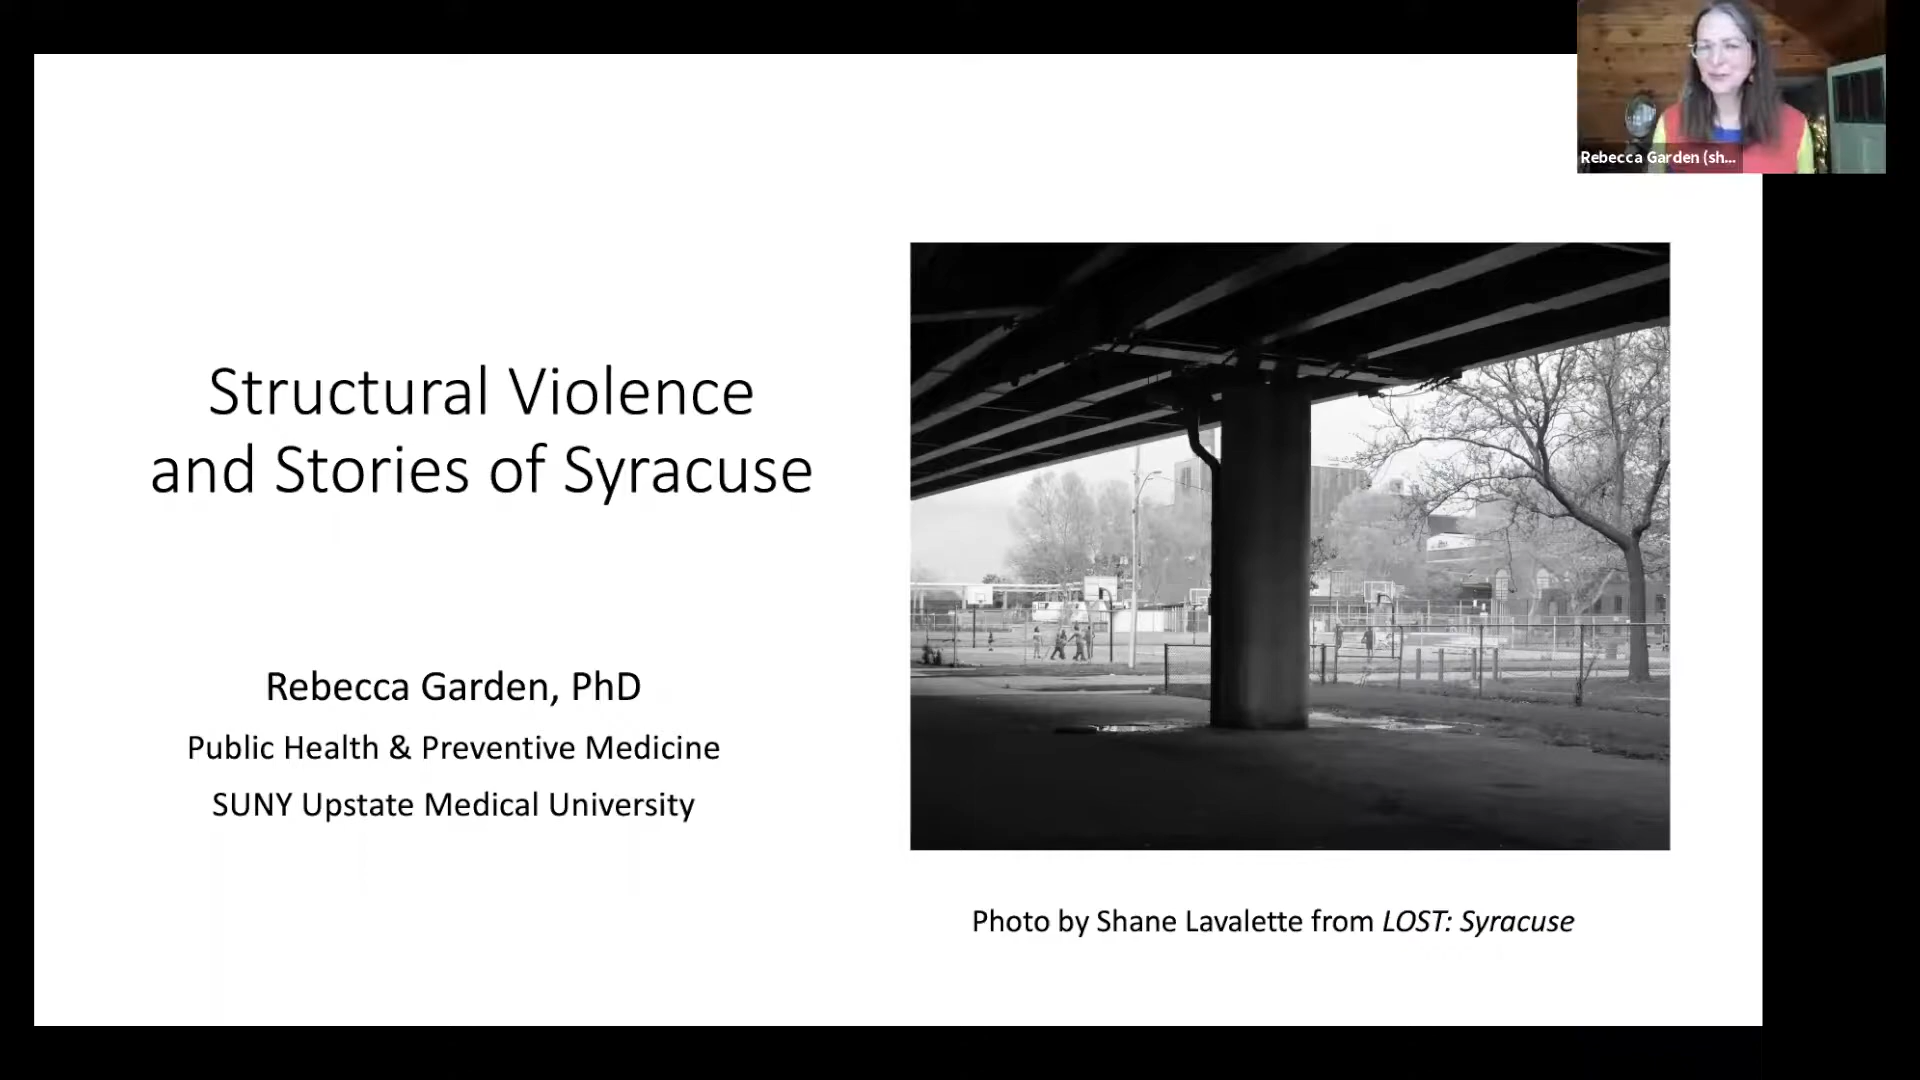 Rebecca Garden (sh...
Structural Violence
and Stories of Syracuse
Rebecca Garden, PhD
Public Health & Preventive Medicine
SUNY Upstate Medical University
Photo by Shane Lavalette from LOST: Syracuse